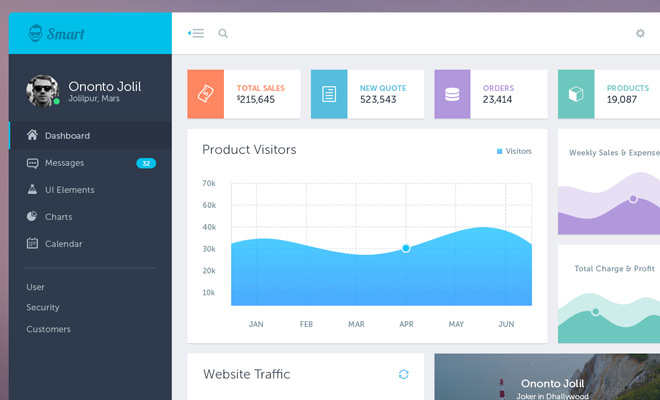 Smart
Ononto Jolil
Jolilpur, Mars
Dashboard
Messages 32
UI Elements
Charts
Calendar
User
Security
Customers
TOTAL SALES
$215,645
NEW QUOTE
523,543
ORDERS
23,414
PRODUCTS
19,087
Product Visitors
Visitors
70k
60k
50k
40k
30k
20k
10k
JAN FEB MAR APR MAY JUN
Weekly Sales & Expense
Total Charge & Profit
Website Traffic
Ononto Jolil
Joker in Dhallywood